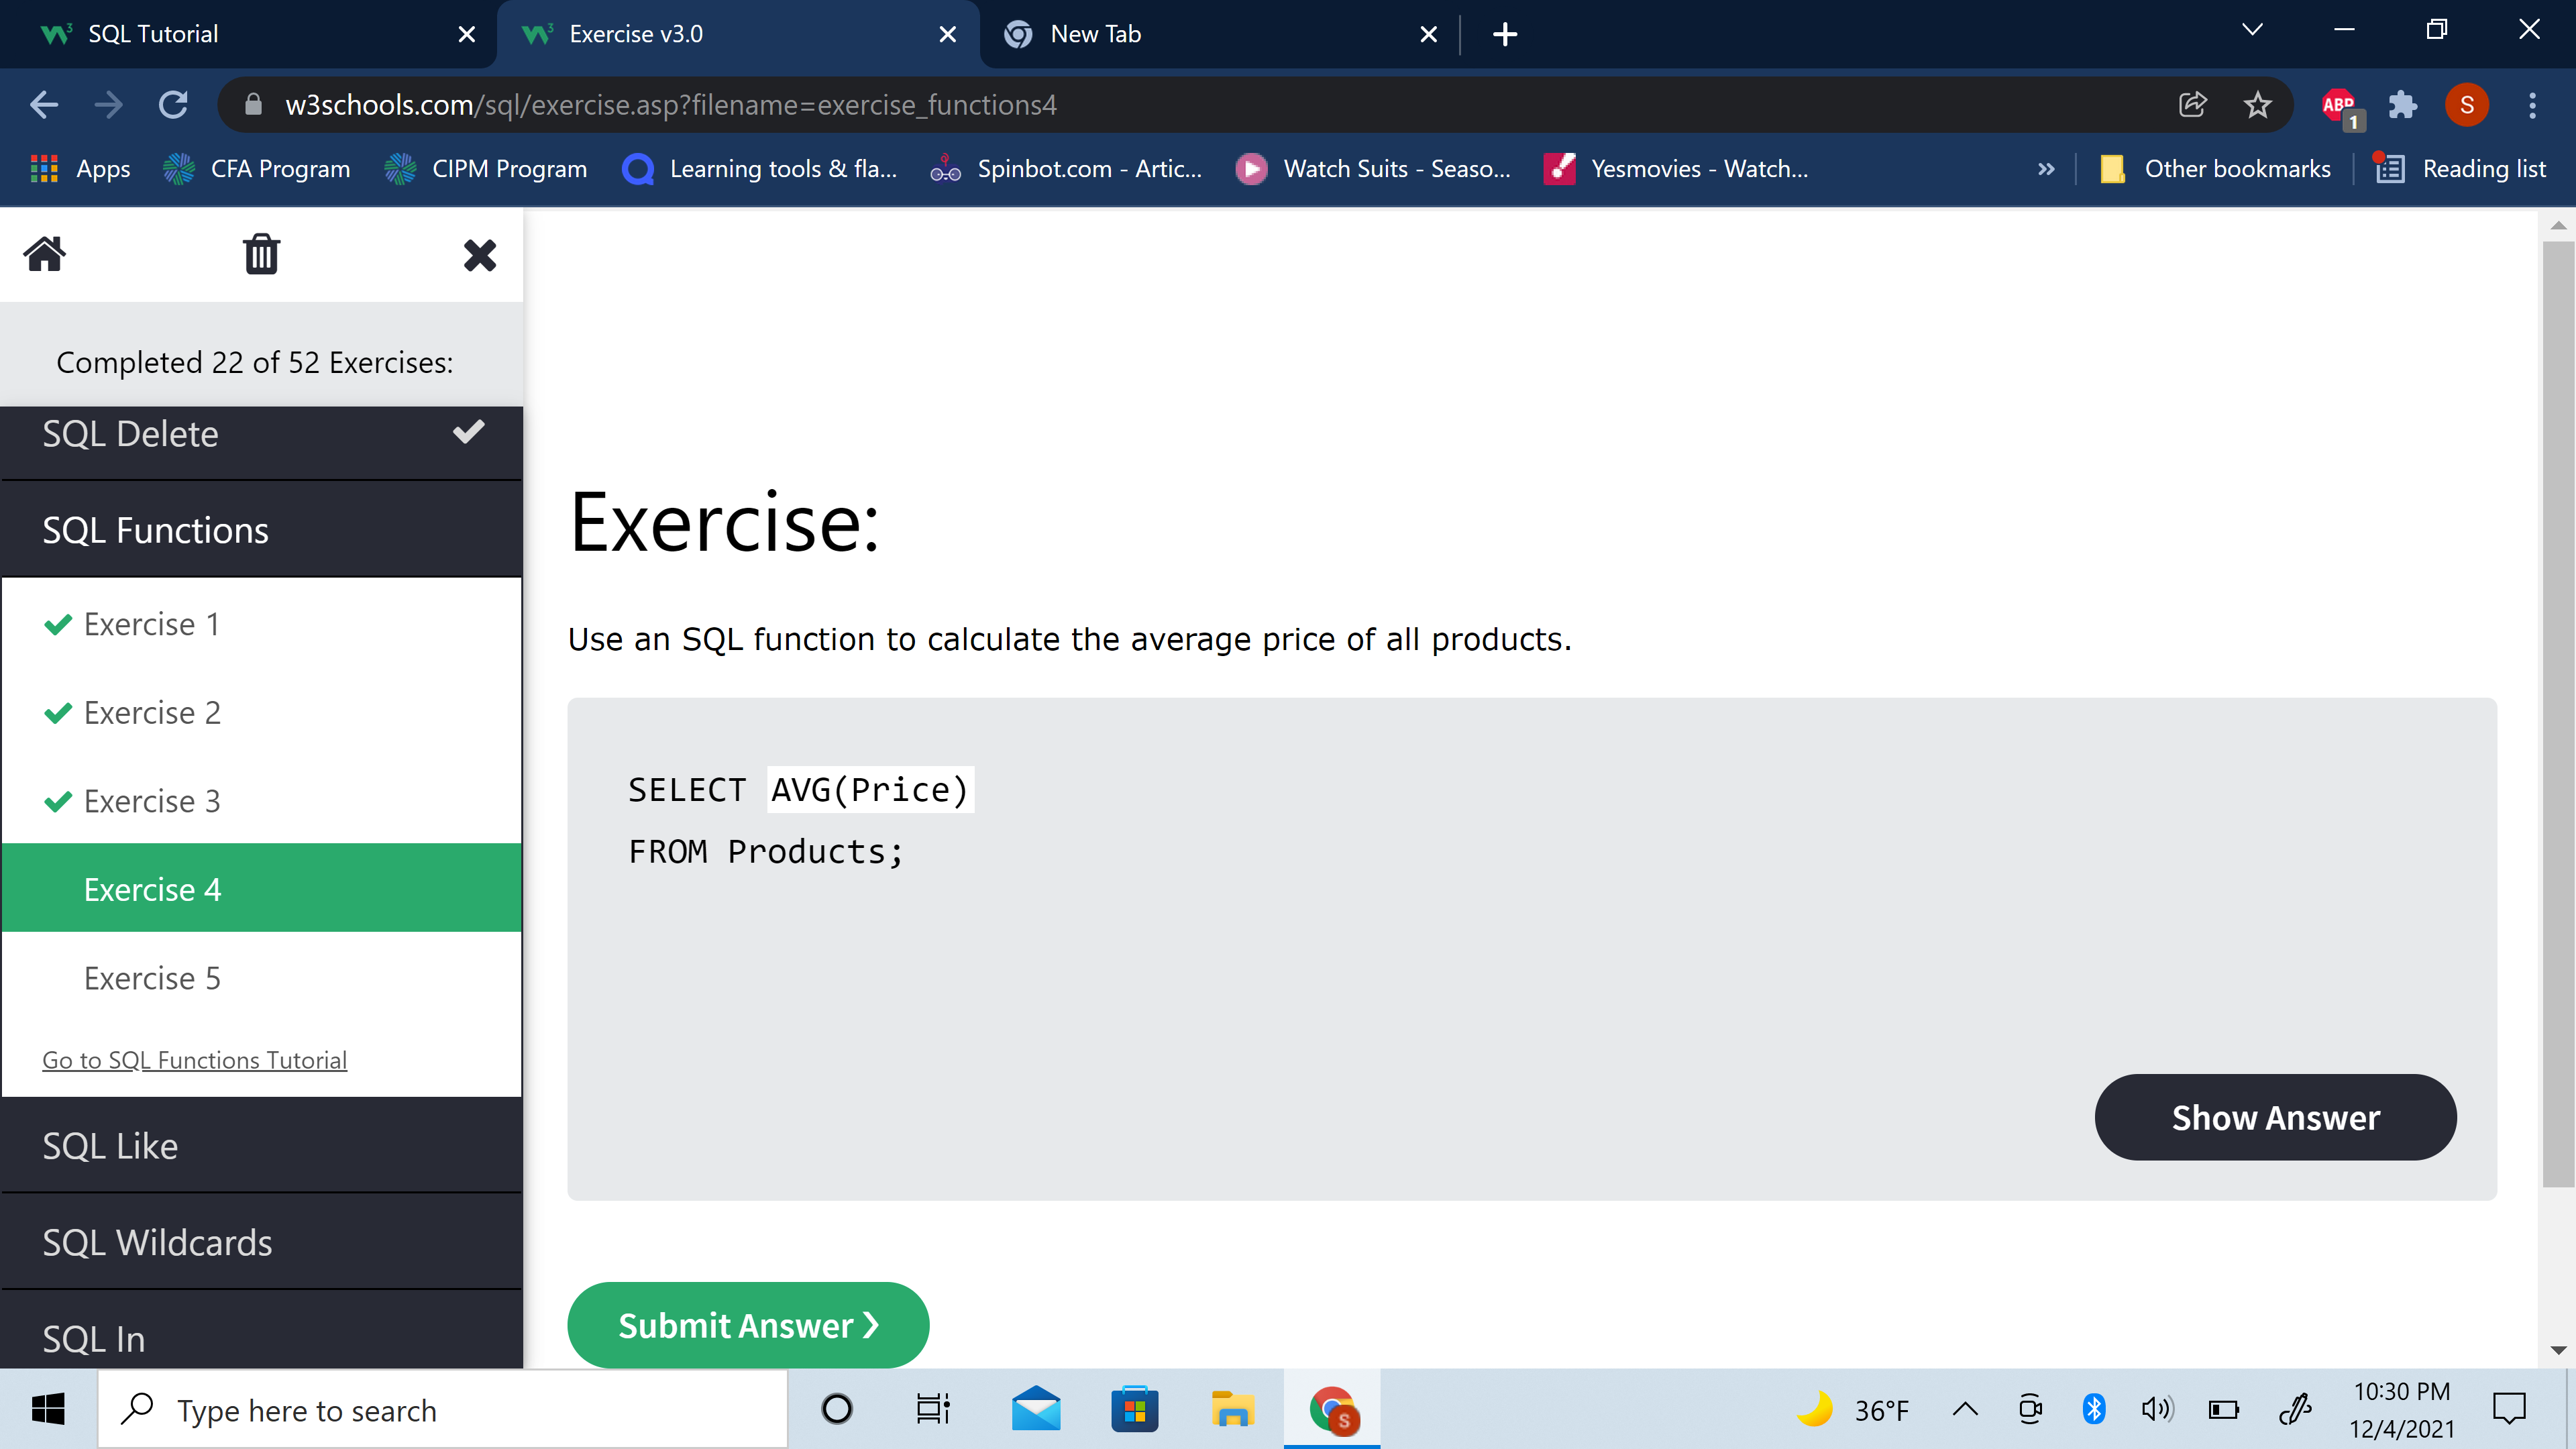 SQL Tutorial
Exercise v3.0
New Tab
w3schools.com/sql/exercise.asp?filename=exercise_functions4
ABP
1
S
Apps
CFA Program
CIPM Program
Learning tools & fla...
Spinbot.com - Artic...
Watch Suits - Seaso...
Yesmovies - Watch...
»
Other bookmarks
Reading list
Completed 22 of 52 Exercises:
SQL Delete
SQL Functions
Exercise 1
Exercise 2
Exercise 3
Exercise 4
Exercise 5
Go to SQL Functions Tutorial
SQL Like
SQL Wildcards
SQL In
Exercise:
Use an SQL function to calculate the average price of all products.
SELECT AVG(Price)
FROM Products;
Show Answer
Submit Answer ❯
Type here to search
S
36°F
10:30 PM
12/4/2021